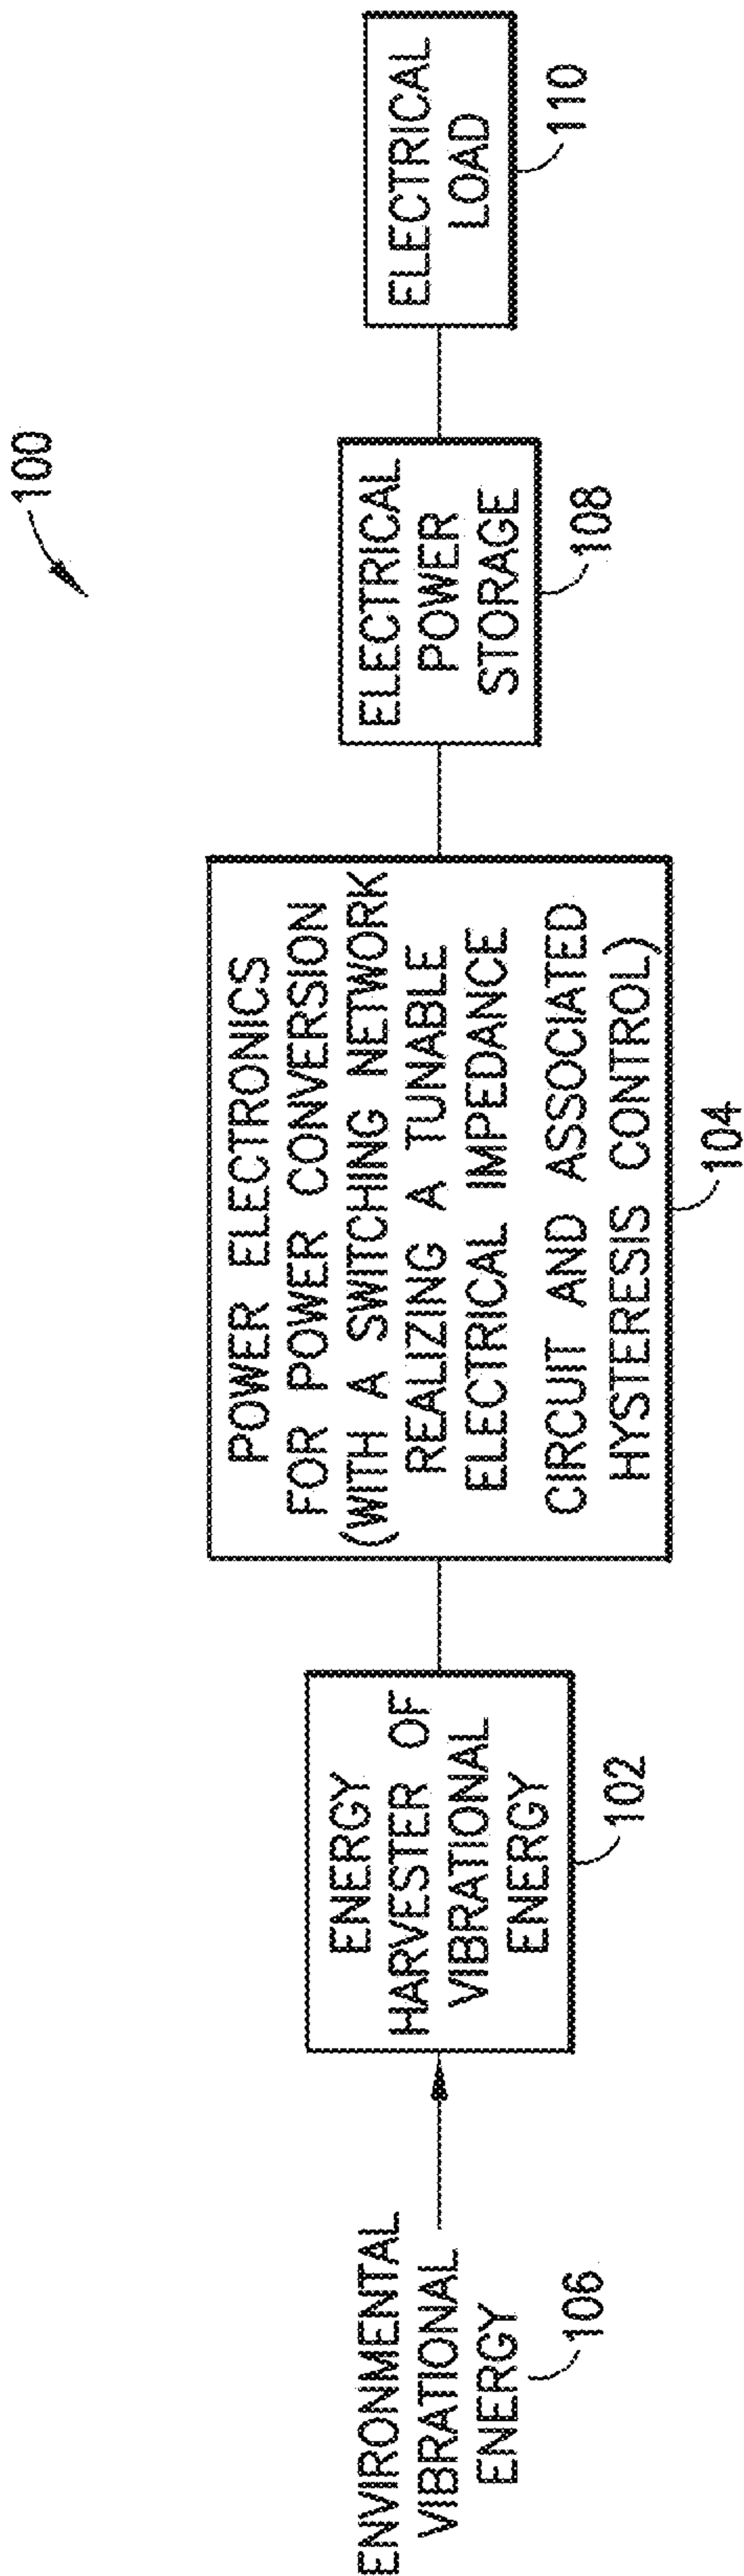 100
ENVIRONMENTAL
VIBRATIONAL
ENERGY
106
ENERGY
HARVESTER OF
VIBRATIONAL
ENERGY
102
POWER ELECTRONICS
FOR POWER CONVERSION
(WITH A SWITCHING NETWORK
REALIZING A TUNABLE
ELECTRICAL IMPEDANCE
CIRCUIT AND ASSOCIATED
HYSTERESIS CONTROL)
104
ELECTRICAL
POWER
STORAGE
108
ELECTRICAL
LOAD
110